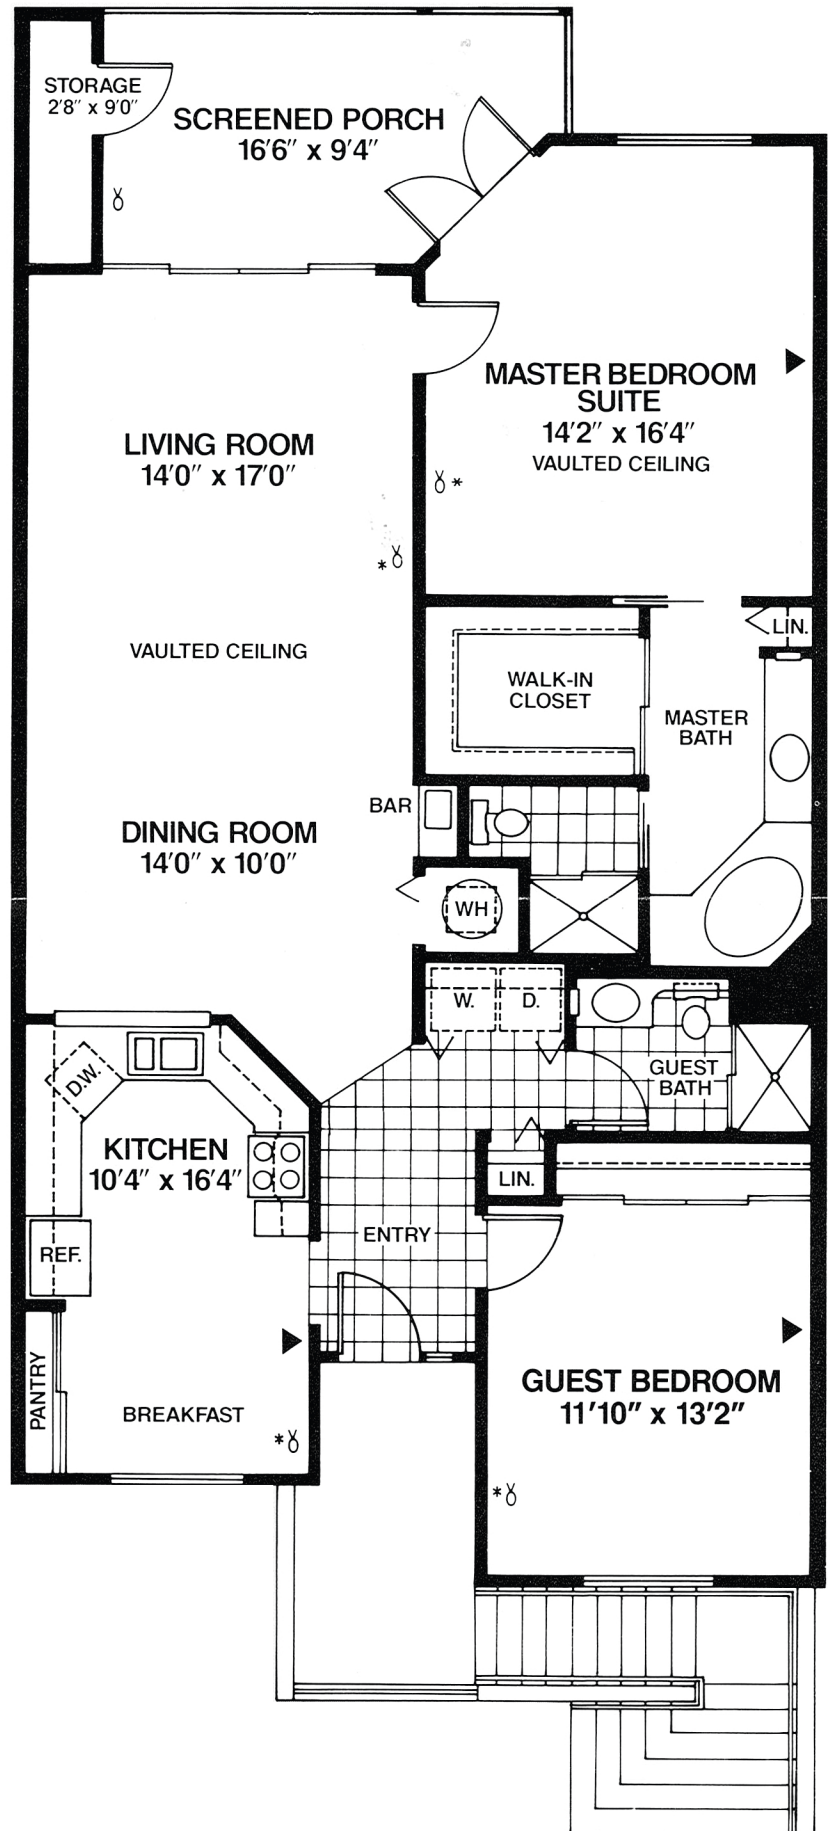 STORAGE
2'8" x 9'0"
SCREENED PORCH
16'6" x 9'4"
MASTER BEDROOM
SUITE
14'2" x 16'4"
VAULTED CEILING
LIVING ROOM
14'0" x 17'0"
*
*
VAULTED CEILING
LIN.
WALK-IN
CLOSET
MASTER
BATH
BAR
DINING ROOM
14'0" x 10'0"
WH
W.
D.
GUEST
BATH
D.W.
KITCHEN
10'4" x 16'4"
LIN.
ENTRY
REF.
PANTRY
BREAKFAST
*
GUEST BEDROOM
11'10" x 13'2"
*